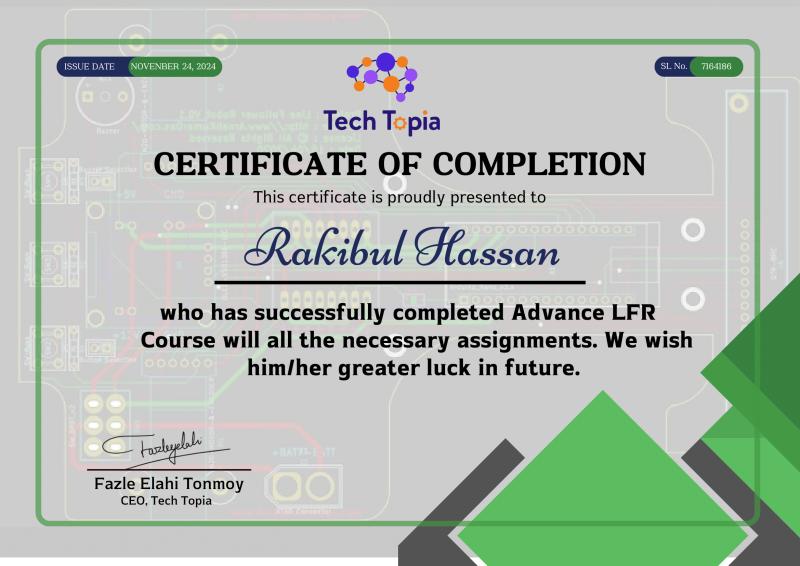 ISSUE DATE NOVENBER 24, 2024
SL No. 7164186
Tech Topia
CERTIFICATE OF COMPLETION
This certificate is proudly presented to
Rakibul Hassan
who has successfully completed Advance LFR
Course will all the necessary assignments. We wish
him/her greater luck in future.
Fazle Elahi Tonmoy
CEO, Tech Topia